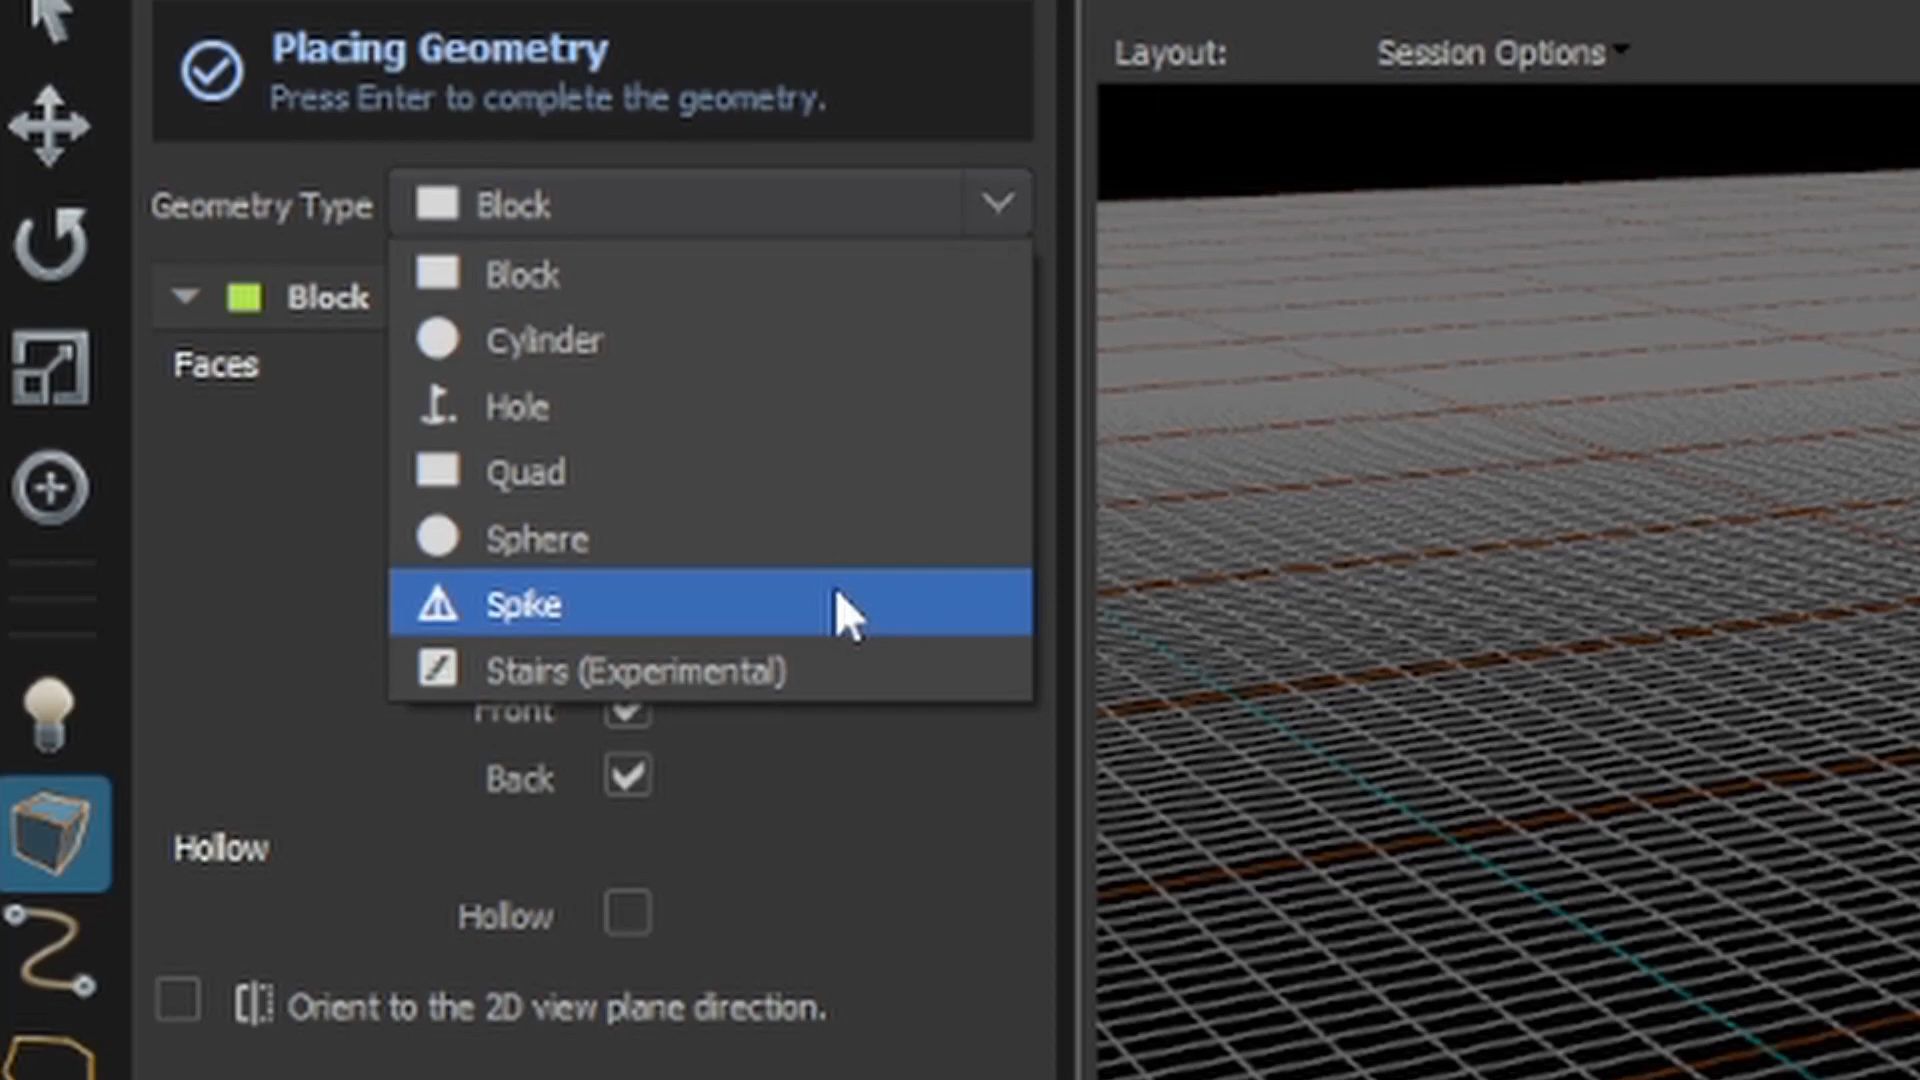 Placing Geometry
Press Enter to complete the geometry.
Layout:
Session Options
Geometry Type
Block
Block
Block
Cylinder
Hole
Quad
Sphere
Spike
Stairs (Experimental)
Faces
Front
Back
Hollow
Hollow
Orient to the 2D view plane direction.